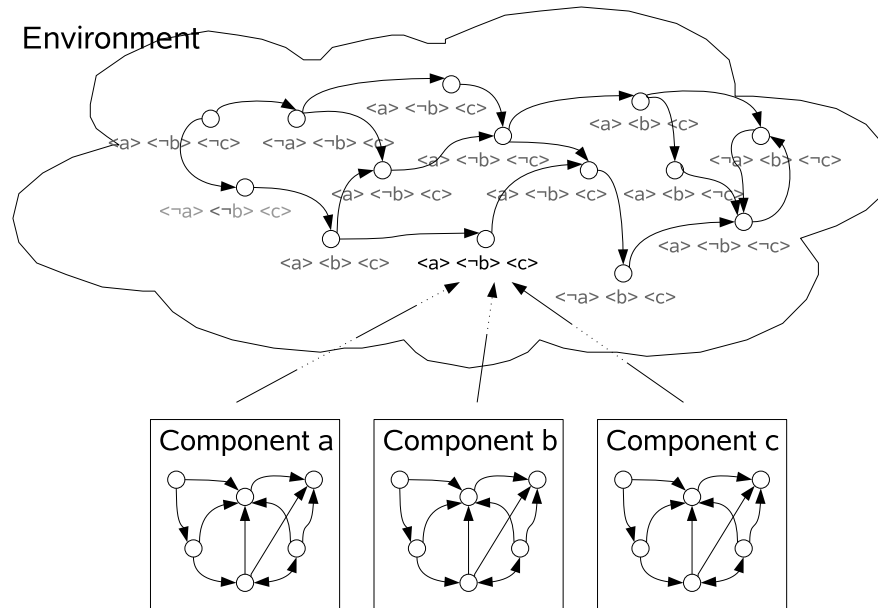 Environment
<a> <¬b> <c>
<a> <b> <c>
<a> <¬b> <¬c>
<¬a> <¬b> <c>
<a> <¬b> <¬c>
<¬a> <b> <¬c>
<a> <¬b> <c>
<a> <¬b> <c>
<a> <b> <¬c>
<¬a> <¬b> <c>
<a> <¬b> <¬c>
<a> <b> <c>
<a> <¬b> <c>
<¬a> <b> <c>
Component a
Component b
Component c